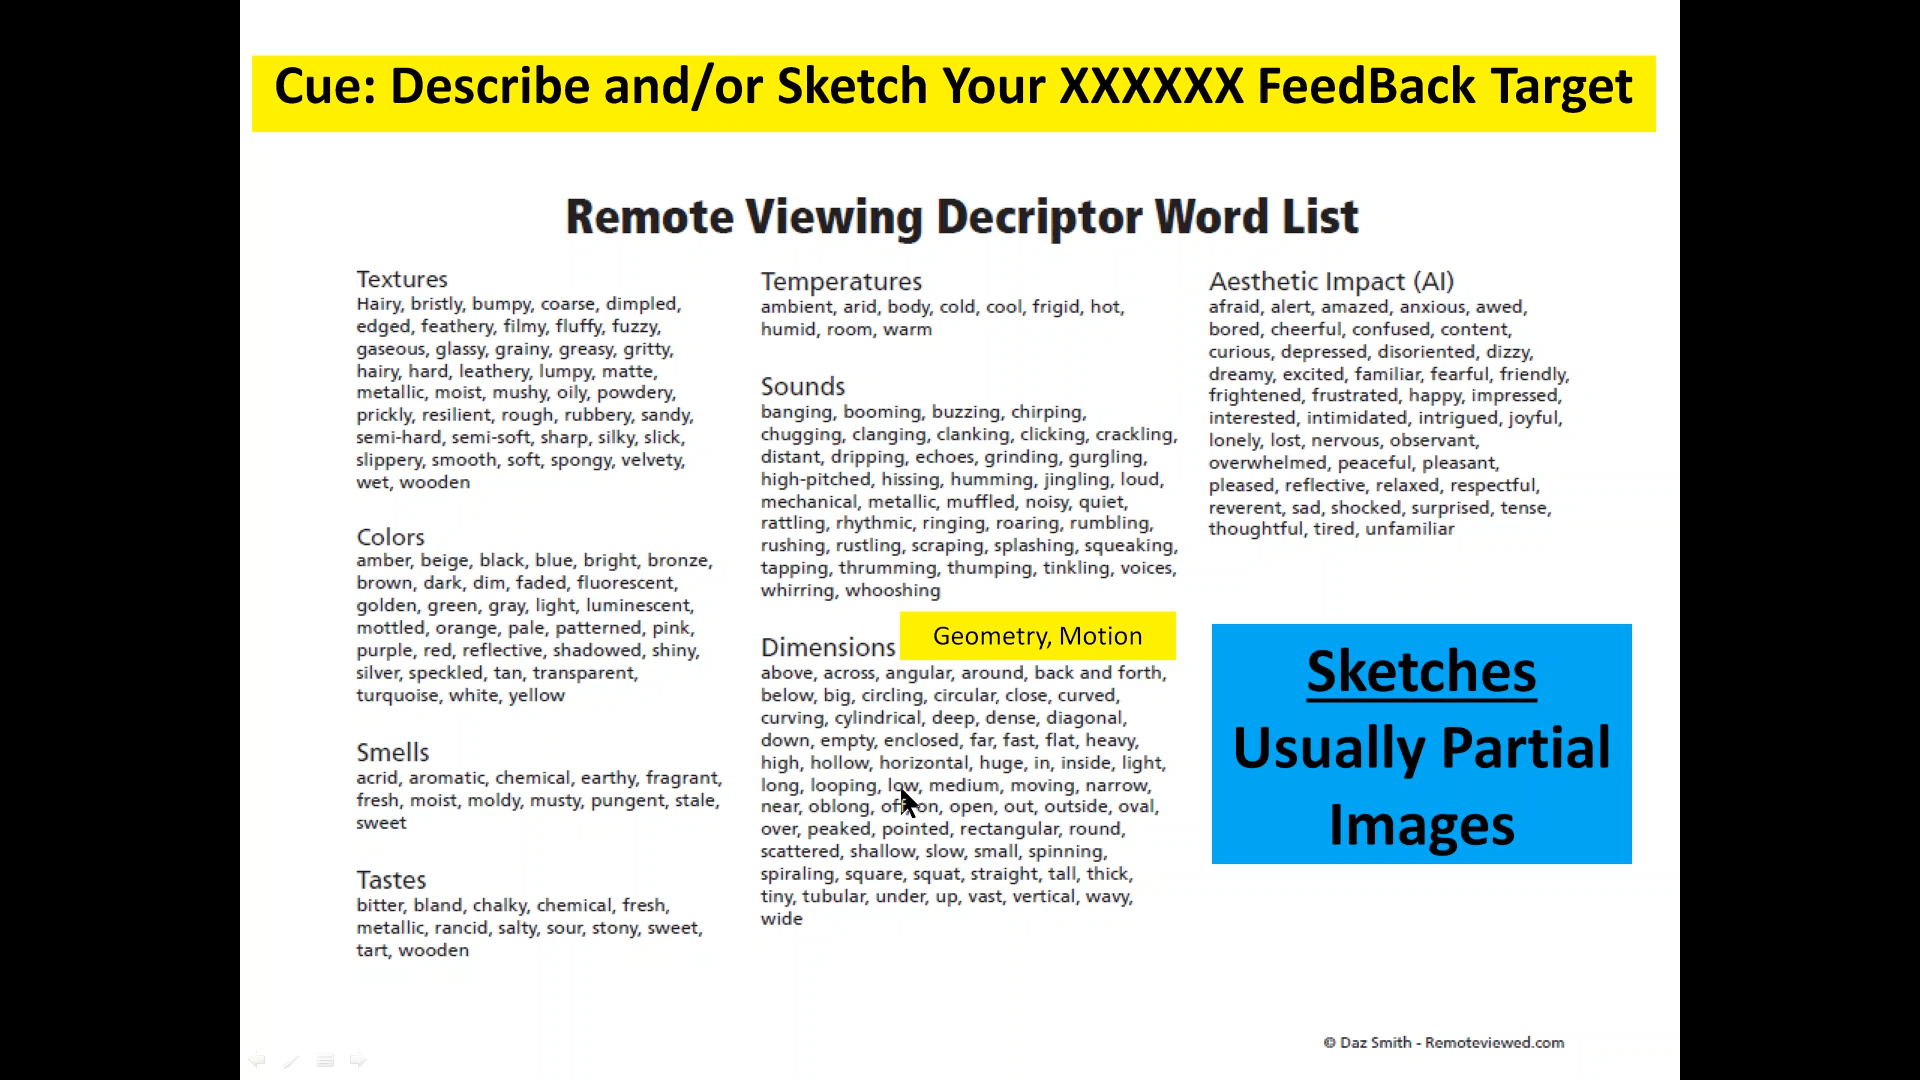 Cue: Describe and/or Sketch Your XXXXXX FeedBack Target
Remote Viewing Decriptor Word List
Textures
Hairy, bristly, bumpy, coarse, dimpled,
edged, feathery, filmy, fluffy, fuzzy,
gaseous, glassy, grainy, greasy, gritty,
hairy, hard, leathery, lumpy, matte,
metallic, moist, mushy, oily, powdery,
prickly, resilient, rough, rubbery, sandy,
semi-hard, semi-soft, sharp, silky, slick,
slippery, smooth, soft, spongy, velvety,
wet, wooden
Colors
amber, beige, black, blue, bright, bronze,
brown, dark, dim, faded, fluorescent,
golden, green, gray, light, luminescent,
mottled, orange, pale, patterned, pink,
purple, red, reflective, shadowed, shiny,
silver, speckled, tan, transparent,
turquoise, white, yellow
Smells
acrid, aromatic, chemical, earthy, fragrant,
fresh, moist, moldy, musty, pungent, stale,
sweet
Tastes
bitter, bland, chalky, chemical, fresh,
metallic, rancid, salty, sour, stony, sweet,
tart, wooden
Temperatures
ambient, arid, body, cold, cool, frigid, hot,
humid, room, warm
Sounds
banging, booming, buzzing, chirping,
chugging, clanging, clanking, clicking, crackling,
distant, dripping, echoes, grinding, gurgling,
high-pitched, hissing, humming, jingling, loud,
mechanical, metallic, muffled, noisy, quiet,
rattling, rhythmic, ringing, roaring, rumbling,
rushing, rustling, scraping, splashing, squeaking,
tapping, thrumming, thumping, tinkling, voices,
whirring, whooshing
Dimensions
Geometry, Motion
above, across, angular, around, back and forth,
below, big, circling, circular, close, curved,
curving, cylindrical, deep, dense, diagonal,
down, empty, enclosed, far, fast, flat, heavy,
high, hollow, horizontal, huge, in, inside, light,
long, looping, low, medium, moving, narrow,
near, oblong, off, on, open, out, outside, oval,
over, peaked, pointed, rectangular, round,
scattered, shallow, slow, small, spinning,
spiraling, square, squat, straight, tall, thick,
tiny, tubular, under, up, vast, vertical, wavy,
wide
Aesthetic Impact (AI)
afraid, alert, amazed, anxious, awed,
bored, cheerful, confused, content,
curious, depressed, disoriented, dizzy,
dreamy, excited, familiar, fearful, friendly,
frightened, frustrated, happy, impressed,
interested, intimidated, intrigued, joyful,
lonely, lost, nervous, observant,
overwhelmed, peaceful, pleasant,
pleased, reflective, relaxed, respectful,
reverent, sad, shocked, surprised, tense,
thoughtful, tired, unfamiliar
Sketches
Usually Partial
Images
© Daz Smith - Remoteviewed.com